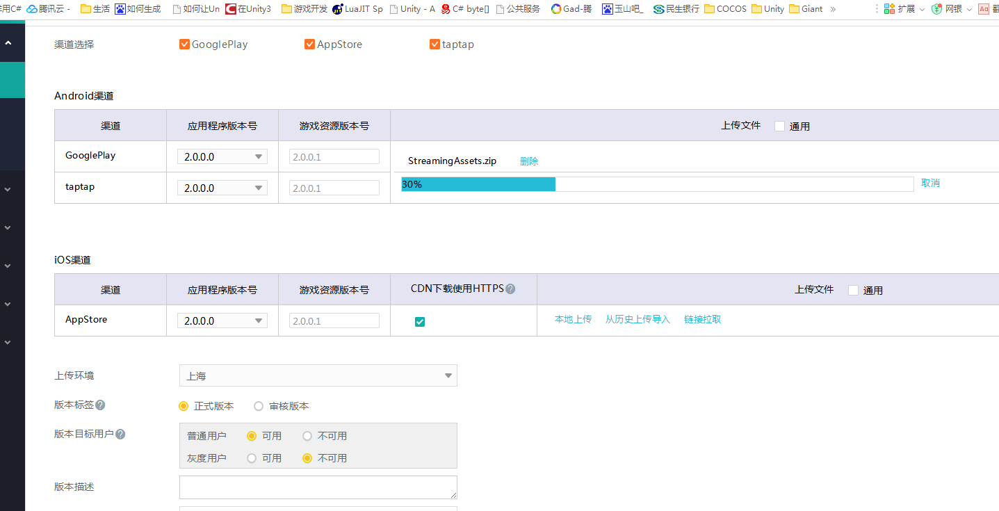 用C# 腾讯云 - 生活 如何生成 如何让Un 在Unity3 游戏开发 LuaJIT Sp Unity - A C# byte[] 公共服务 Gad-腾 玉山吧_ 民生银行 COCOS Unity Giant » 扩展 网银 Aa
渠道选择 GooglePlay AppStore taptap
Android渠道
渠道 应用程序版本号 游戏资源版本号 上传文件 通用
GooglePlay 2.0.0.0 2.0.0.1 StreamingAssets.zip 删除
taptap 2.0.0.0 2.0.0.1 30% 取消
iOS渠道
渠道 应用程序版本号 游戏资源版本号 CDN下载使用HTTPS? 上传文件 通用
AppStore 2.0.0.0 2.0.0.1 本地上传 从历史上传导入 链接拉取
上传环境 上海
版本标签? 正式版本 审核版本
版本目标用户? 普通用户 可用 不可用
灰度用户 可用 不可用
版本描述